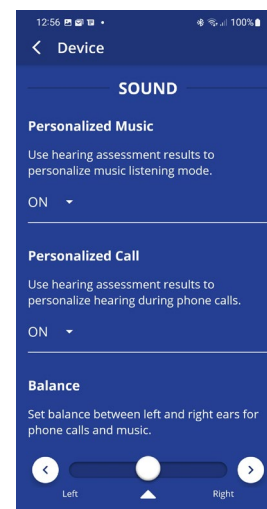 12:56 100%
Device
SOUND
Personalized Music
Use hearing assessment results to
personalize music listening mode.
ON
Personalized Call
Use hearing assessment results to
personalize hearing during phone calls.
ON
Balance
Set balance between left and right ears for
phone calls and music.
Left Right